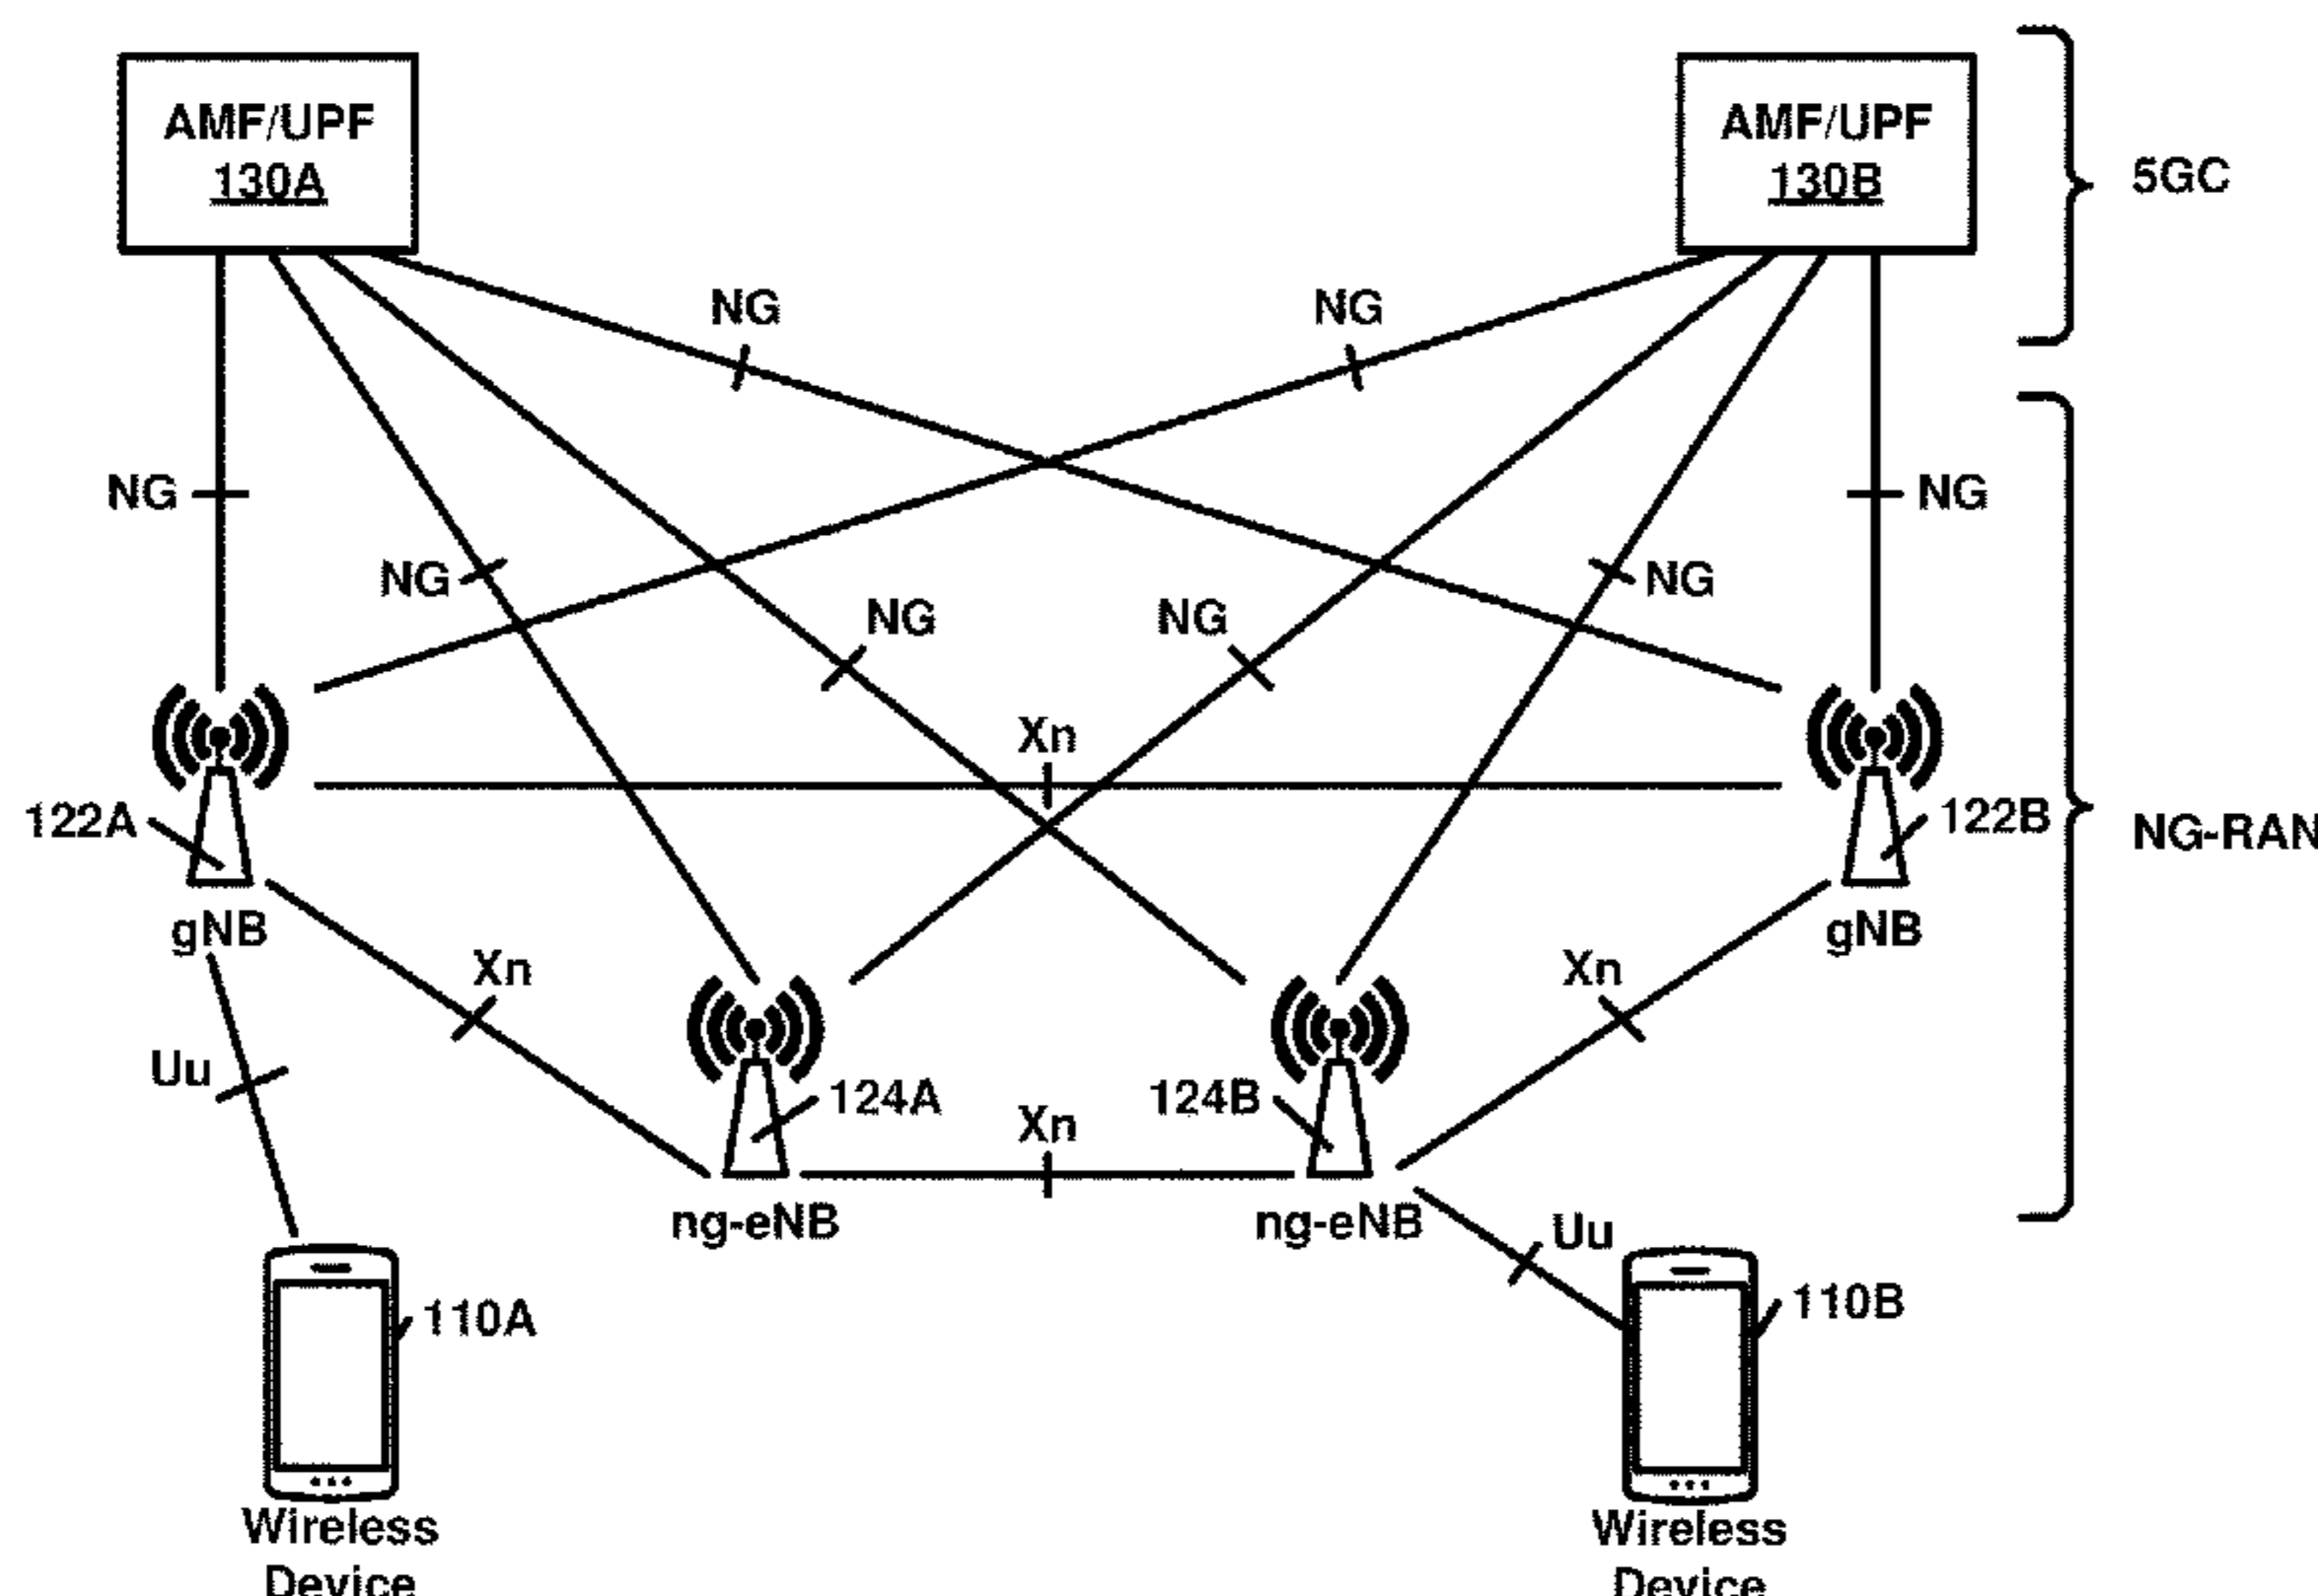 AMF/UPF
130A
AMF/UPF
130B
5GC
NG
NG
NG
NG
NG
NG
NG
NG
Xn
122A
122B
NG-RAN
gNB
gNB
Xn
Xn
Uu
124A
124B
Xn
ng-eNB
ng-eNB
Uu
110A
110B
Wireless
Device
Wireless
Device